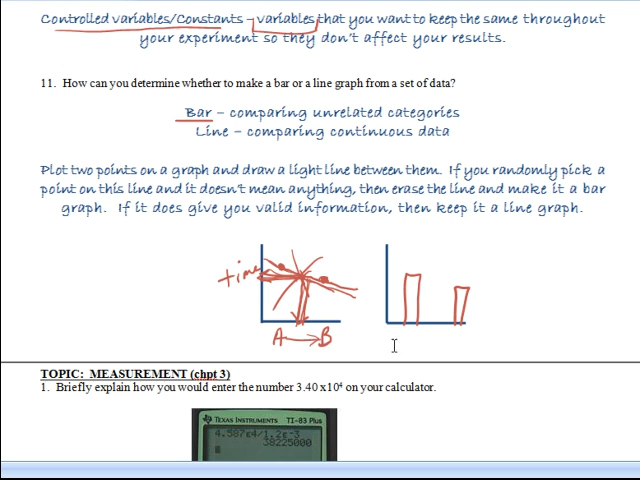 Controlled variables/Constants – variables that you want to keep the same throughout
your experiment so they don't affect your results.
11. How can you determine whether to make a bar or a line graph from a set of data?
Bar – comparing unrelated categories
Line – comparing continuous data
Plot two points on a graph and draw a light line between them. If you randomly pick a
point on this line and it doesn't mean anything, then erase the line and make it a bar
graph. If it does give you valid information, then keep it a line graph.
time
A B
TOPIC: MEASUREMENT (chpt 3)
1. Briefly explain how you would enter the number 3.40 x10⁴ on your calculator.
TEXAS INSTRUMENTS TI-83 Plus
4.587E4/1.2E-3
38225000